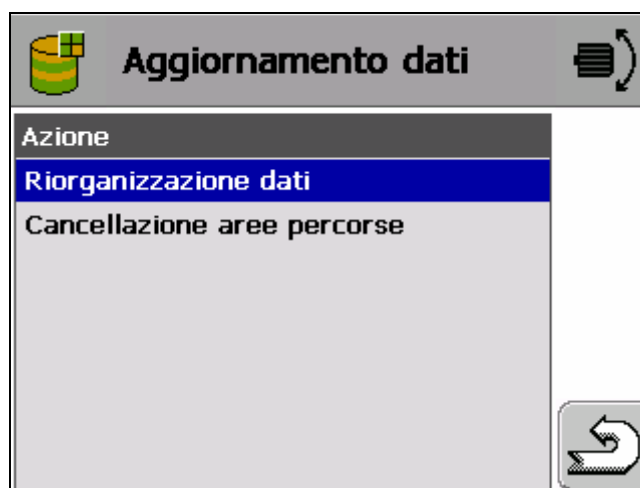 Aggiornamento dati
Azione
Riorganizzazione dati
Cancellazione aree percorse